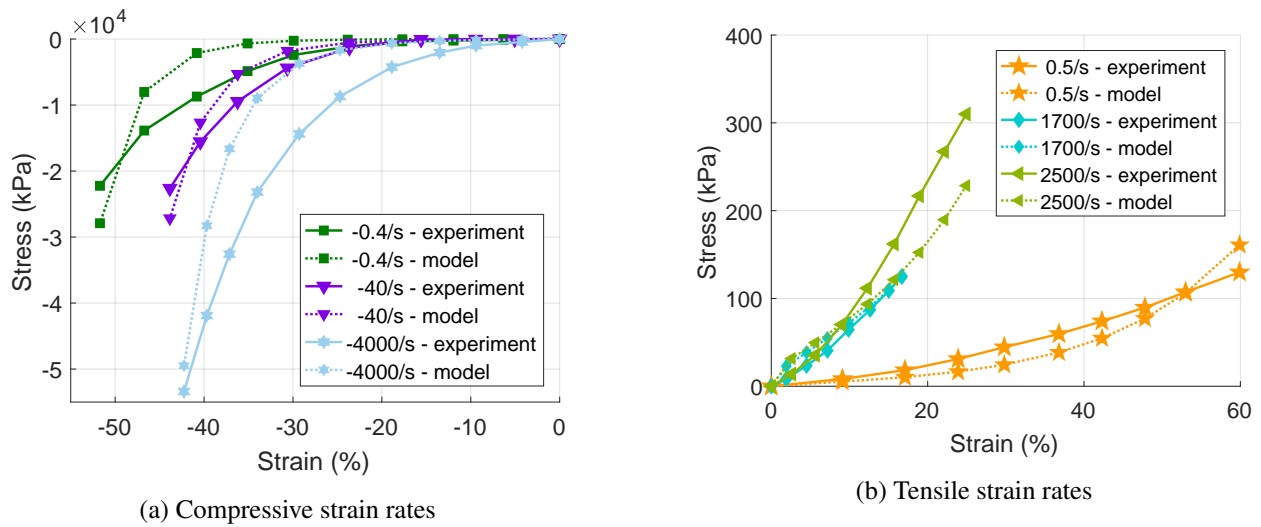 ×10⁴
0
-1
-2
-3
-4
-5
Stress (kPa)
-50 -40 -30 -20 -10 0
Strain (%)
-0.4/s - experiment
-0.4/s - model
-40/s - experiment
-40/s - model
-4000/s - experiment
-4000/s - model
(a) Compressive strain rates
400
300
200
100
0
Stress (kPa)
0 20 40 60
Strain (%)
0.5/s - experiment
0.5/s - model
1700/s - experiment
1700/s - model
2500/s - experiment
2500/s - model
(b) Tensile strain rates